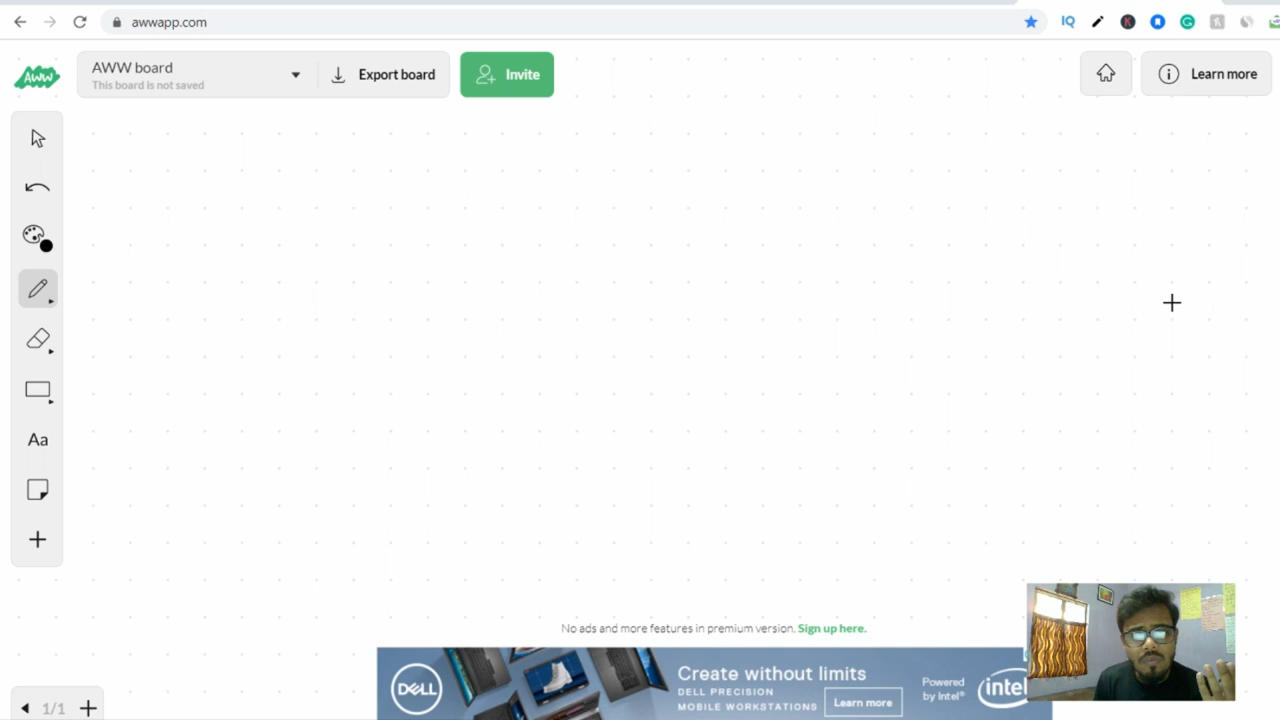 awwapp.com
IQ
AWW
AWW board
This board is not saved
Export board
Invite
Learn more
Aa
No ads and more features in premium version. Sign up here.
DELL
Create without limits
DELL PRECISION
MOBILE WORKSTATIONS
Learn more
Powered
by Intel®
intel
1/1